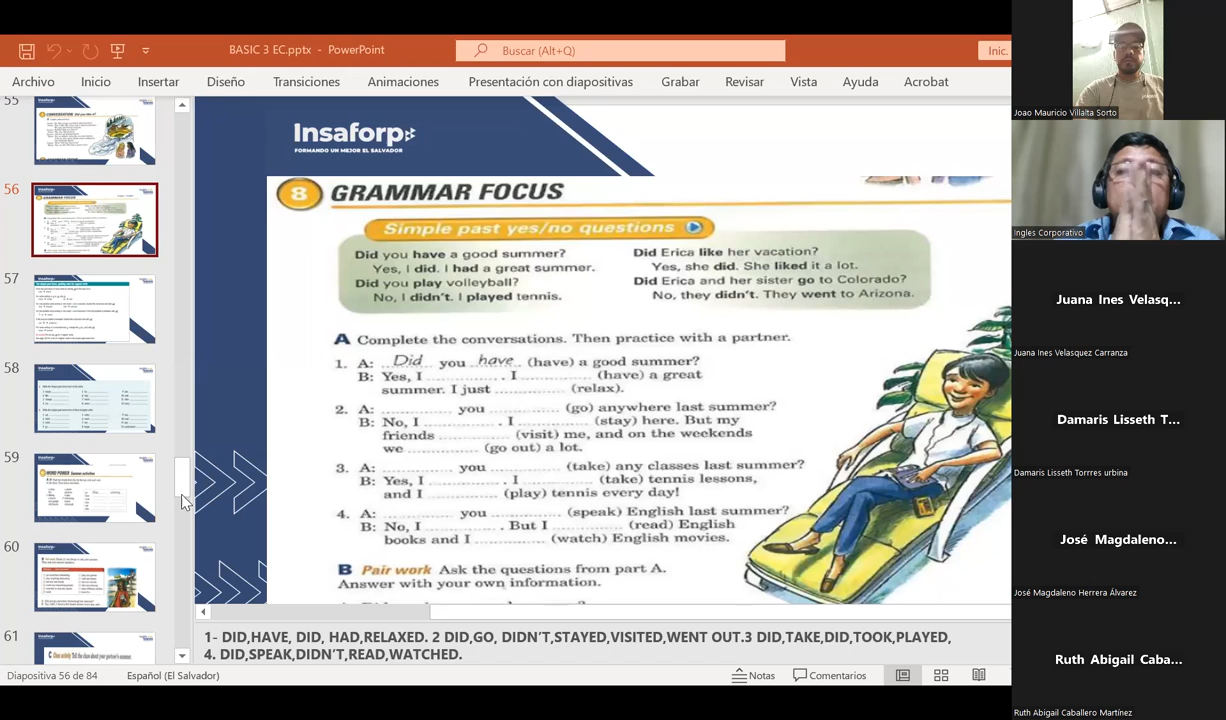 BASIC 3 EC.pptx - PowerPoint
Buscar (Alt+Q)
Inic.
Archivo Inicio Insertar Diseño Transiciones Animaciones Presentación con diapositivas Grabar Revisar Vista Ayuda Acrobat
55
56
57
58
59
60
61
Insaforp
FORMANDO UN MEJOR EL SALVADOR
8 GRAMMAR FOCUS
Simple past yes/no questions
Did you have a good summer?
Yes, I did. I had a great summer.
Did you play volleyball?
No, I didn't. I played tennis.
Did Erica like her vacation?
Yes, she did. She liked it a lot.
Did Erica and her sister go to Colorado?
No, they didn't. They went to Arizona.
A Complete the conversations. Then practice with a partner.
1. A: Did you have (have) a good summer?
B: Yes, I ............ . I ............ (have) a great
summer. I just ............ (relax).
2. A: ............ you ............ (go) anywhere last summer?
B: No, I ............ . I ............ (stay) here. But my
friends ............ (visit) me, and on the weekends
we ............ (go out) a lot.
3. A: ............ you ............ (take) any classes last summer?
B: Yes, I ............ . I ............ (take) tennis lessons,
and I ............ (play) tennis every day!
4. A: ............ you ............ (speak) English last summer?
B: No, I ............ . But I ............ (read) English
books and I ............ (watch) English movies.
B Pair work Ask the questions from part A.
Answer with your own information.
1- DID,HAVE, DID, HAD,RELAXED. 2 DID,GO, DIDN'T,STAYED,VISITED,WENT OUT.3 DID,TAKE,DID,TOOK,PLAYED,
4. DID,SPEAK,DIDN'T,READ,WATCHED.
Diapositiva 56 de 84 Español (El Salvador) Notas Comentarios
Joao Mauricio Villalta Sorto
Ingles Corporativo
Juana Ines Velasq...
Juana Ines Velasquez Carranza
Damaris Lisseth T...
Damaris Lisseth Torrres urbina
José Magdaleno...
José Magdaleno Herrera Álvarez
Ruth Abigail Caba...
Ruth Abigail Caballero Martínez